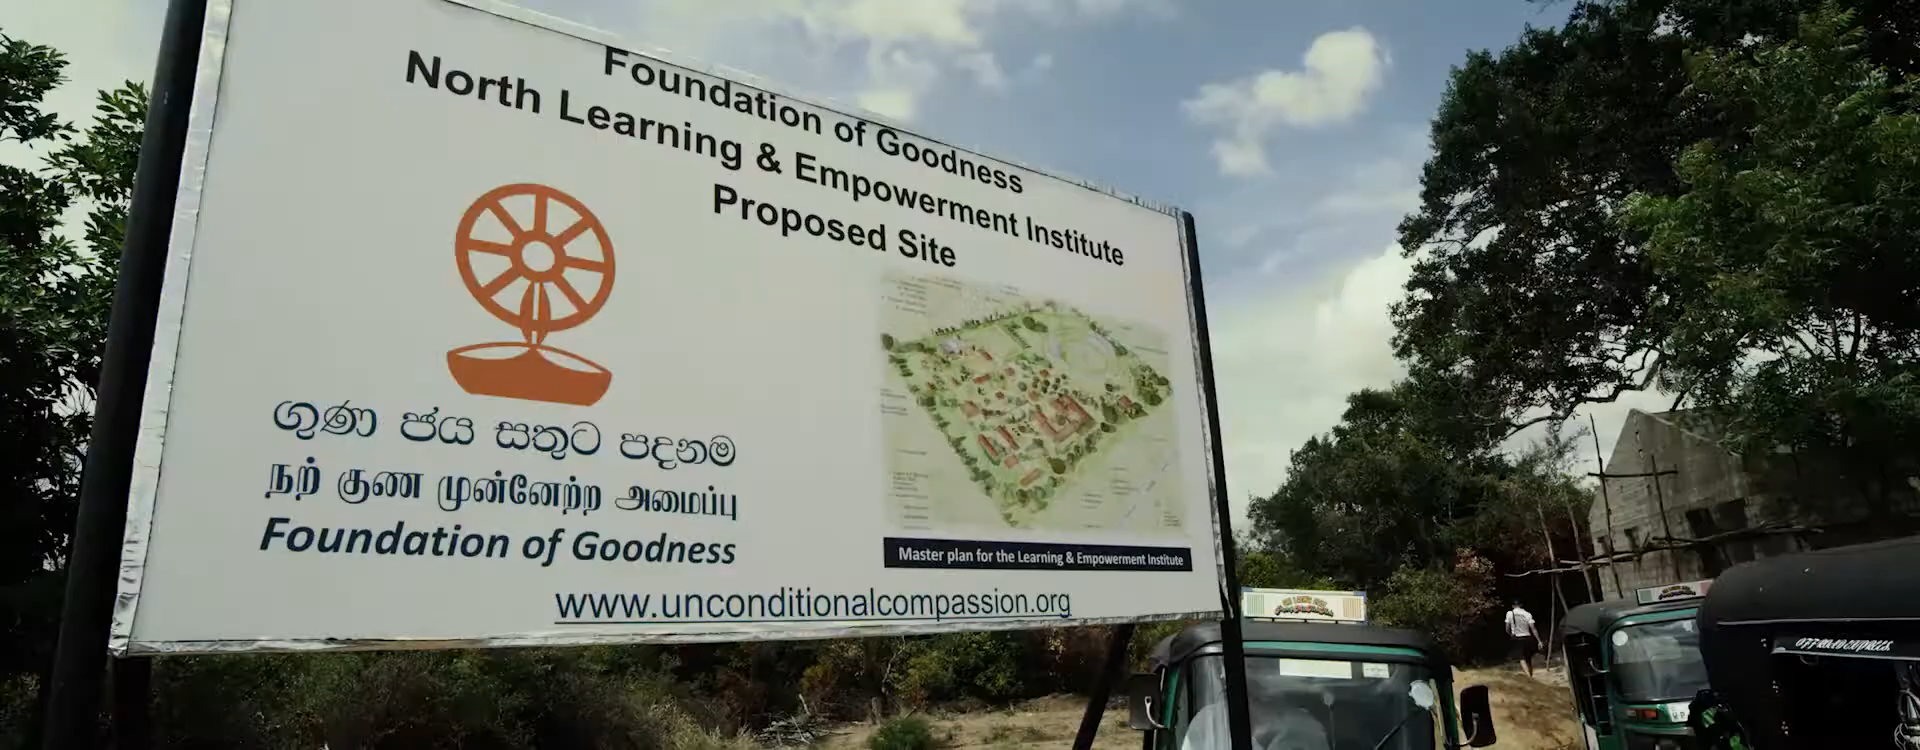 Foundation of Goodness
North Learning & Empowerment Institute
Proposed Site
ගුණ ජය සතුට පදනම
நற் குண முன்னேற்ற அமைப்பு
Foundation of Goodness
Master plan for the Learning & Empowerment Institute
www.unconditionalcompassion.org